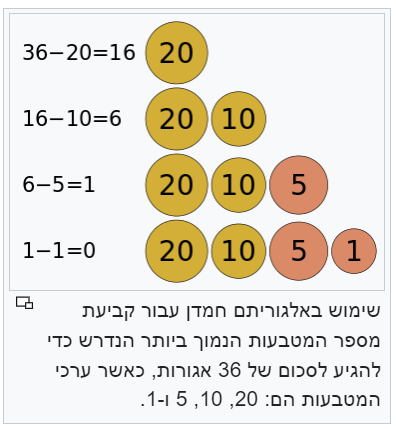 36−20=16 20
16−10=6 20 10
6−5=1 20 10 5
1−1=0 20 10 5 1
שימוש באלגוריתם חמדן עבור קביעת
מספר המטבעות הנמוך ביותר הנדרש כדי
להגיע לסכום של 36 אגורות, כאשר ערכי
המטבעות הם: 20, 10, 5 ו-1.